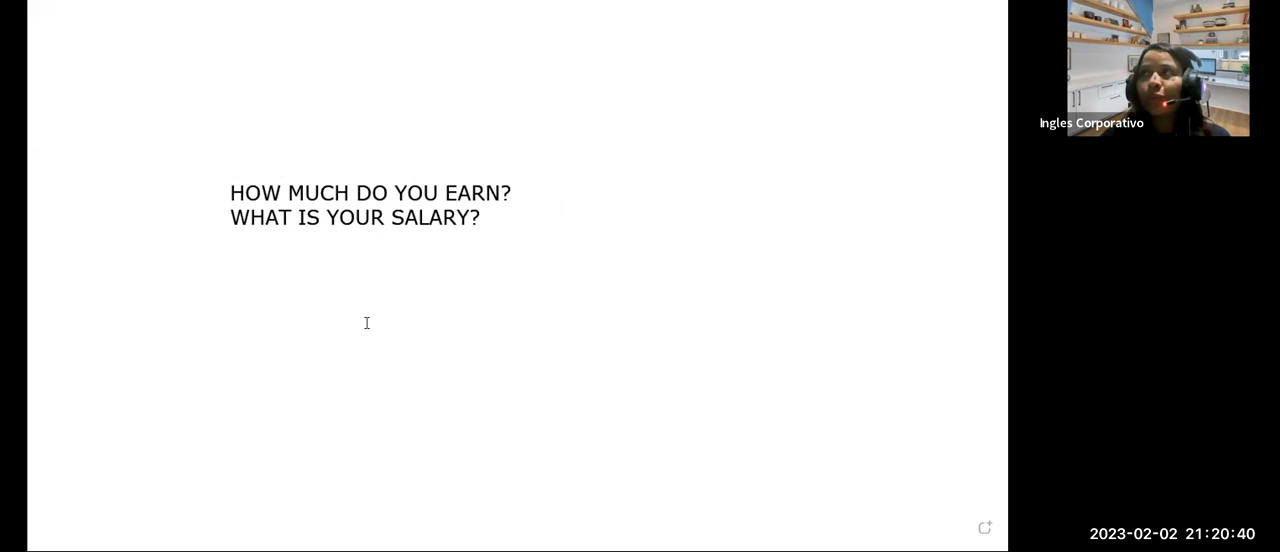 HOW MUCH DO YOU EARN?
WHAT IS YOUR SALARY?
Ingles Corporativo
2023-02-02 21:20:40